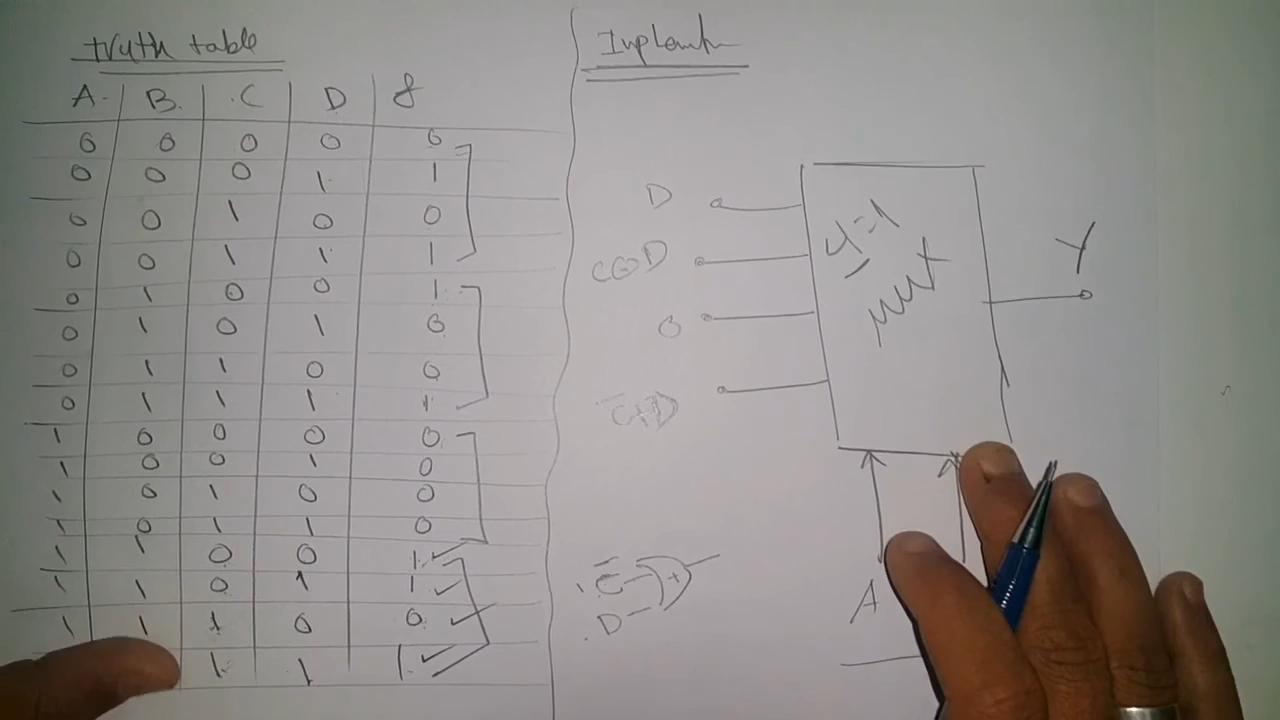 truth table
A B C D f
0 0 0 0 0
0 0 0 1 1
0 0 1 0 0
0 0 1 1 1
0 1 0 0 1
0 1 0 1 0
0 1 1 0 0
0 1 1 1 1
1 0 0 0 0
1 0 0 1 0
1 0 1 0 0
1 0 1 1 0
1 1 0 0 1
1 1 0 1 1
1 1 1 0 0
1 1 1
D
C⊙D
0
C̅+D
4:1
mux
Y
A
C̅
+
D